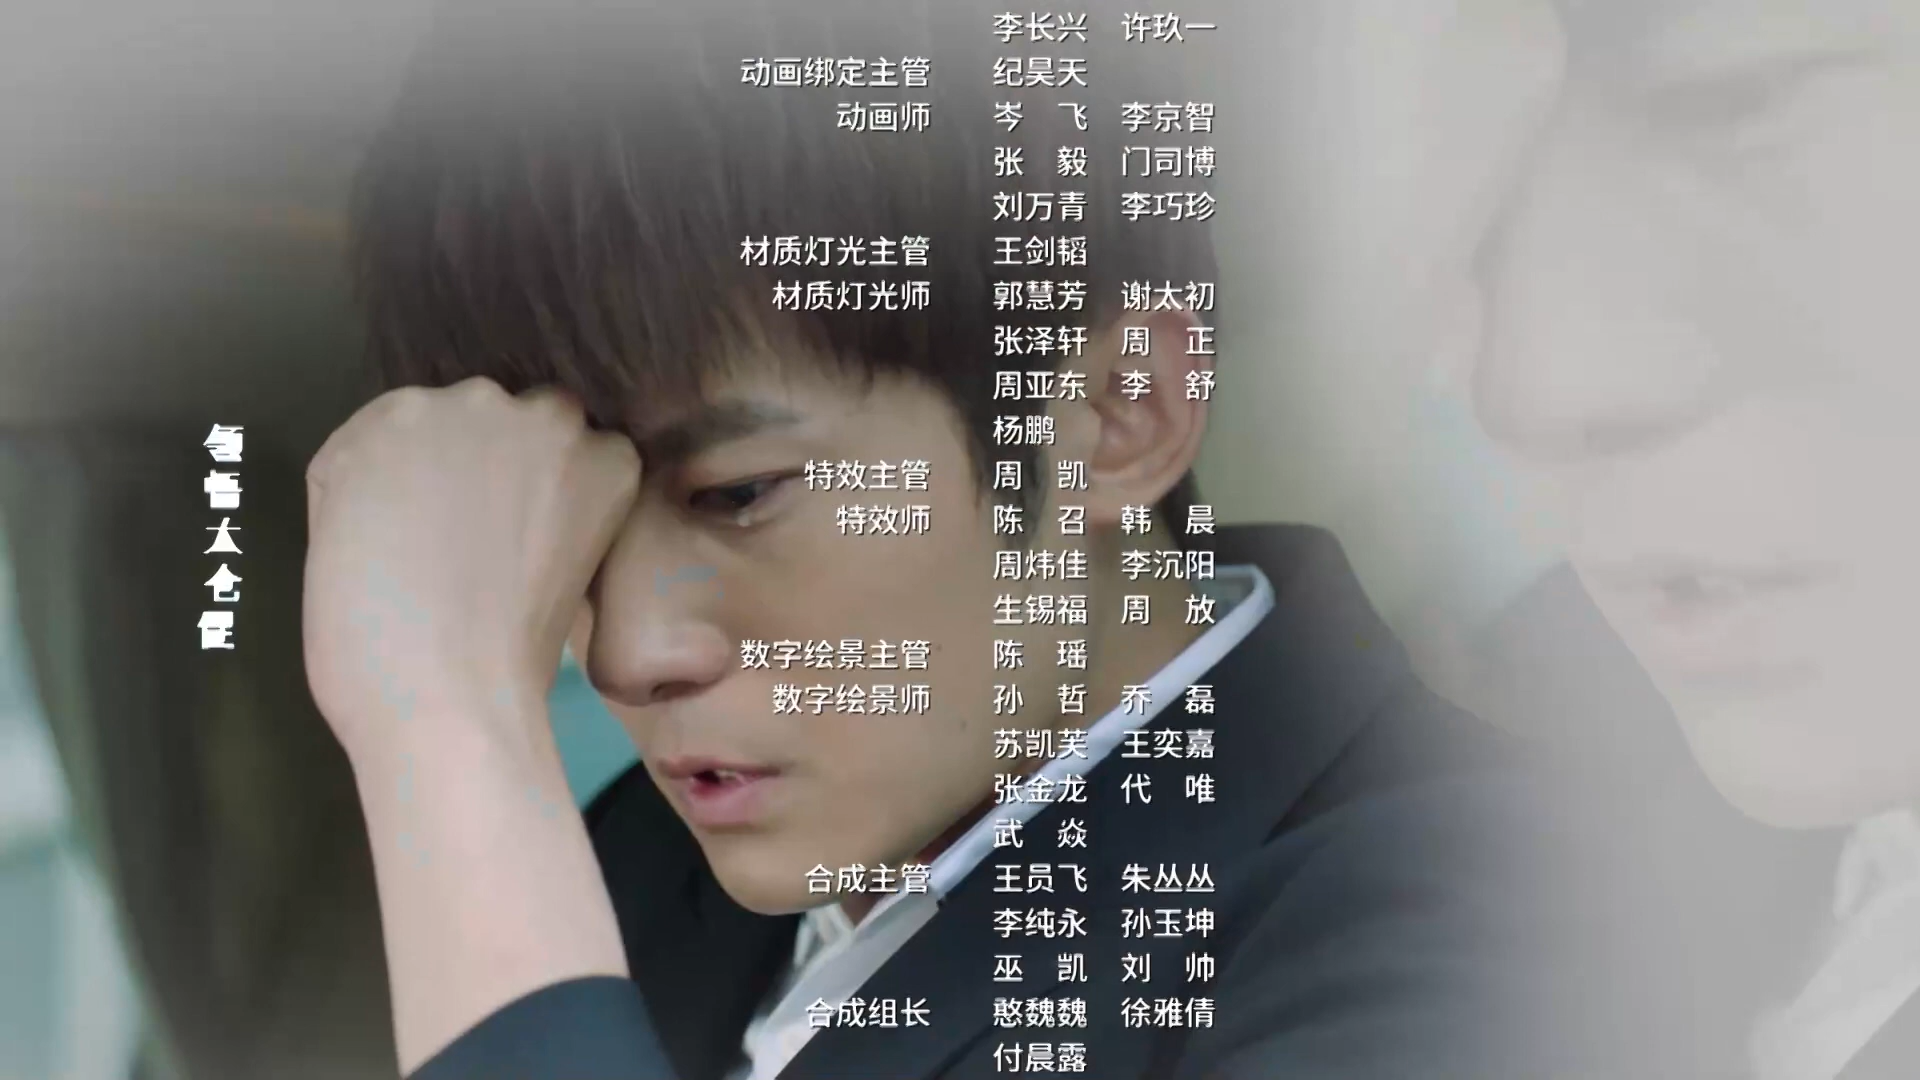 李长兴 许玖一
动画绑定主管 纪昊天
动画师 岑 飞 李京智
张 毅 门司博
刘万青 李巧珍
材质灯光主管 王剑韬
材质灯光师 郭慧芳 谢太初
张泽轩 周 正
周亚东 李 舒
杨鹏
特效主管 周 凯
特效师 陈 召 韩 晨
周炜佳 李沉阳
生锡福 周 放
数字绘景主管 陈 瑶
数字绘景师 孙 哲 乔 磊
苏凯芙 王奕嘉
张金龙 代 唯
武 焱
合成主管 王员飞 朱丛丛
李纯永 孙玉坤
巫 凯 刘 帅
合成组长 憨魏魏 徐雅倩
付晨露
领悟太仓促